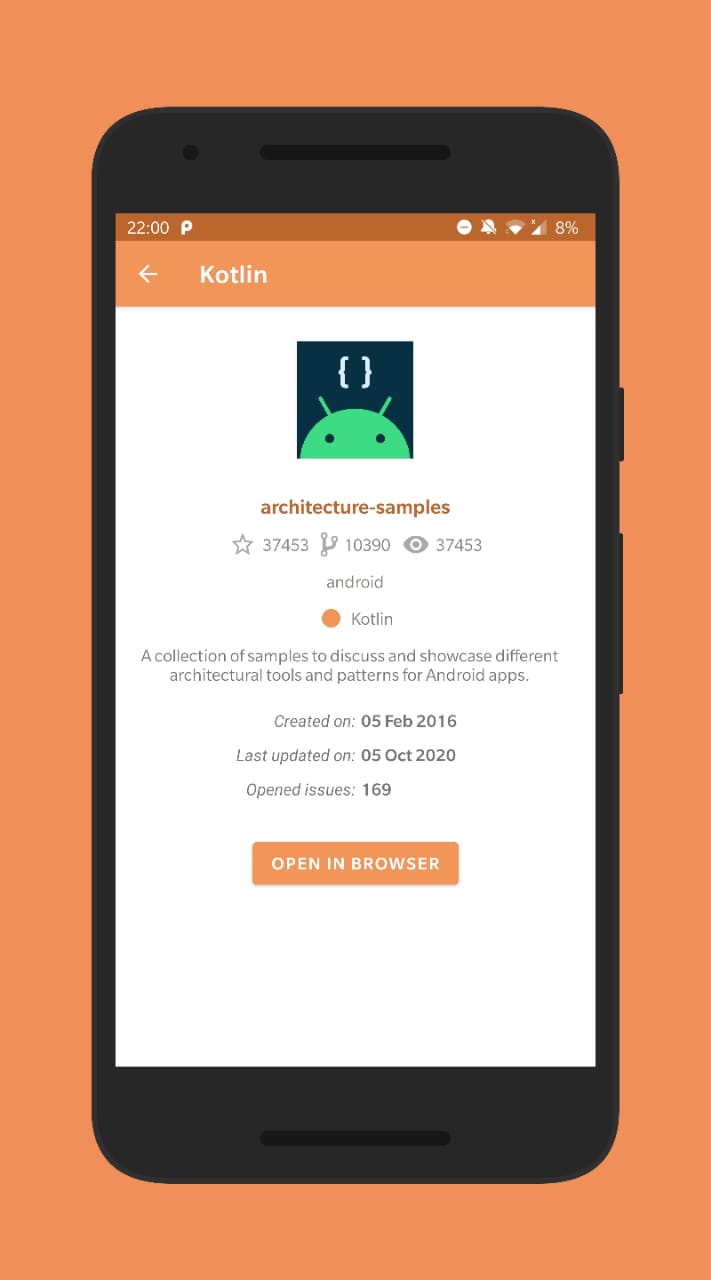 22:00 8%
Kotlin
{ }
architecture-samples
37453 10390 37453
android
Kotlin
A collection of samples to discuss and showcase different
architectural tools and patterns for Android apps.
Created on: 05 Feb 2016
Last updated on: 05 Oct 2020
Opened issues: 169
OPEN IN BROWSER